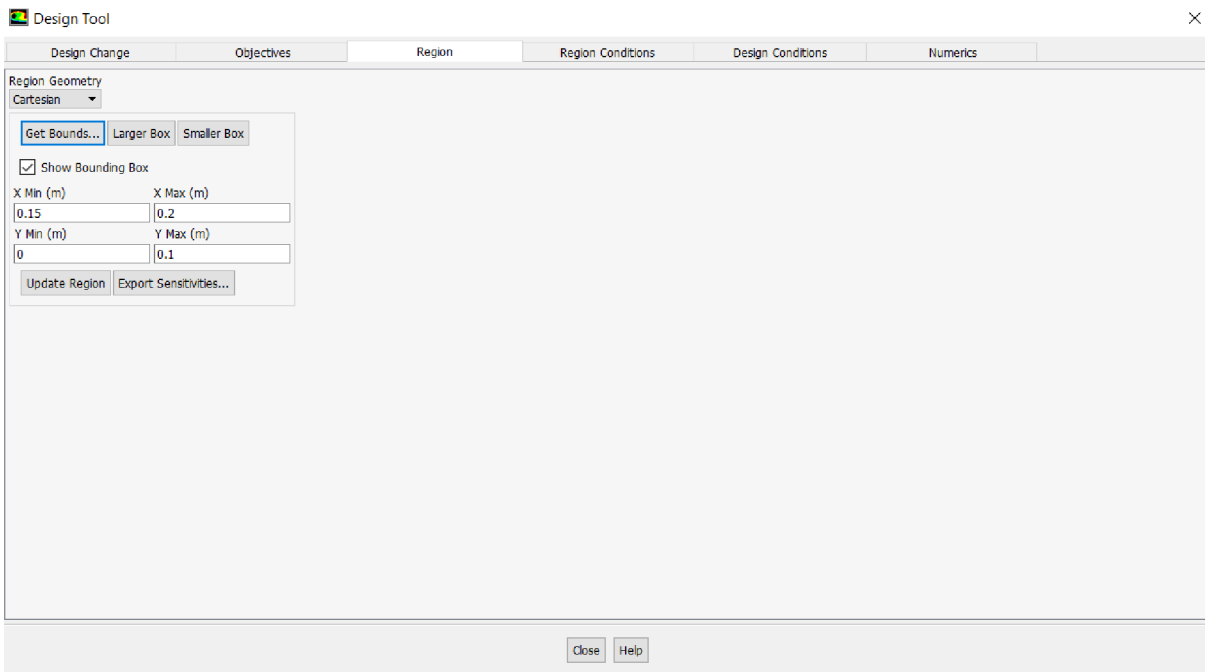 Design Tool
Design Change Objectives Region Region Conditions Design Conditions Numerics
Region Geometry
Cartesian
Get Bounds... Larger Box Smaller Box
Show Bounding Box
X Min (m) X Max (m)
0.15 0.2
Y Min (m) Y Max (m)
0 0.1
Update Region Export Sensitivities...
Close Help